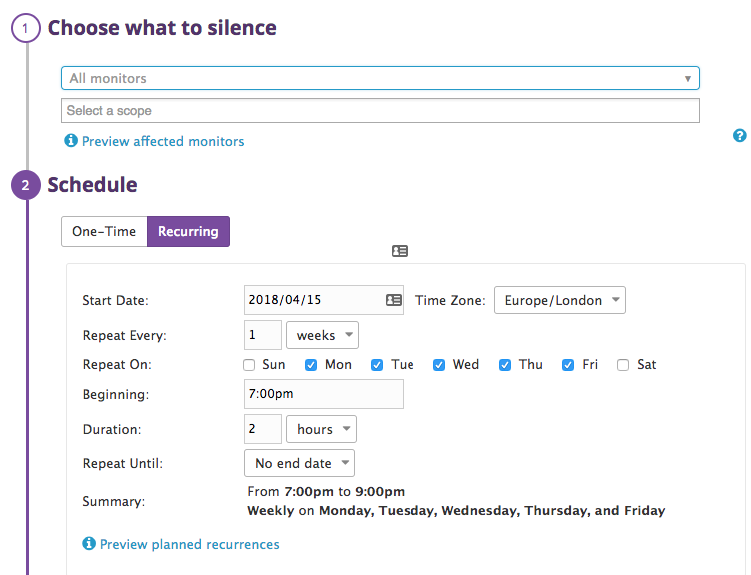 1 Choose what to silence
All monitors
Select a scope
Preview affected monitors
2 Schedule
One-Time Recurring
Start Date: 2018/04/15 Time Zone: Europe/London
Repeat Every: 1 weeks
Repeat On: Sun Mon Tue Wed Thu Fri Sat
Beginning: 7:00pm
Duration: 2 hours
Repeat Until: No end date
Summary: From 7:00pm to 9:00pm
Weekly on Monday, Tuesday, Wednesday, Thursday, and Friday
Preview planned recurrences